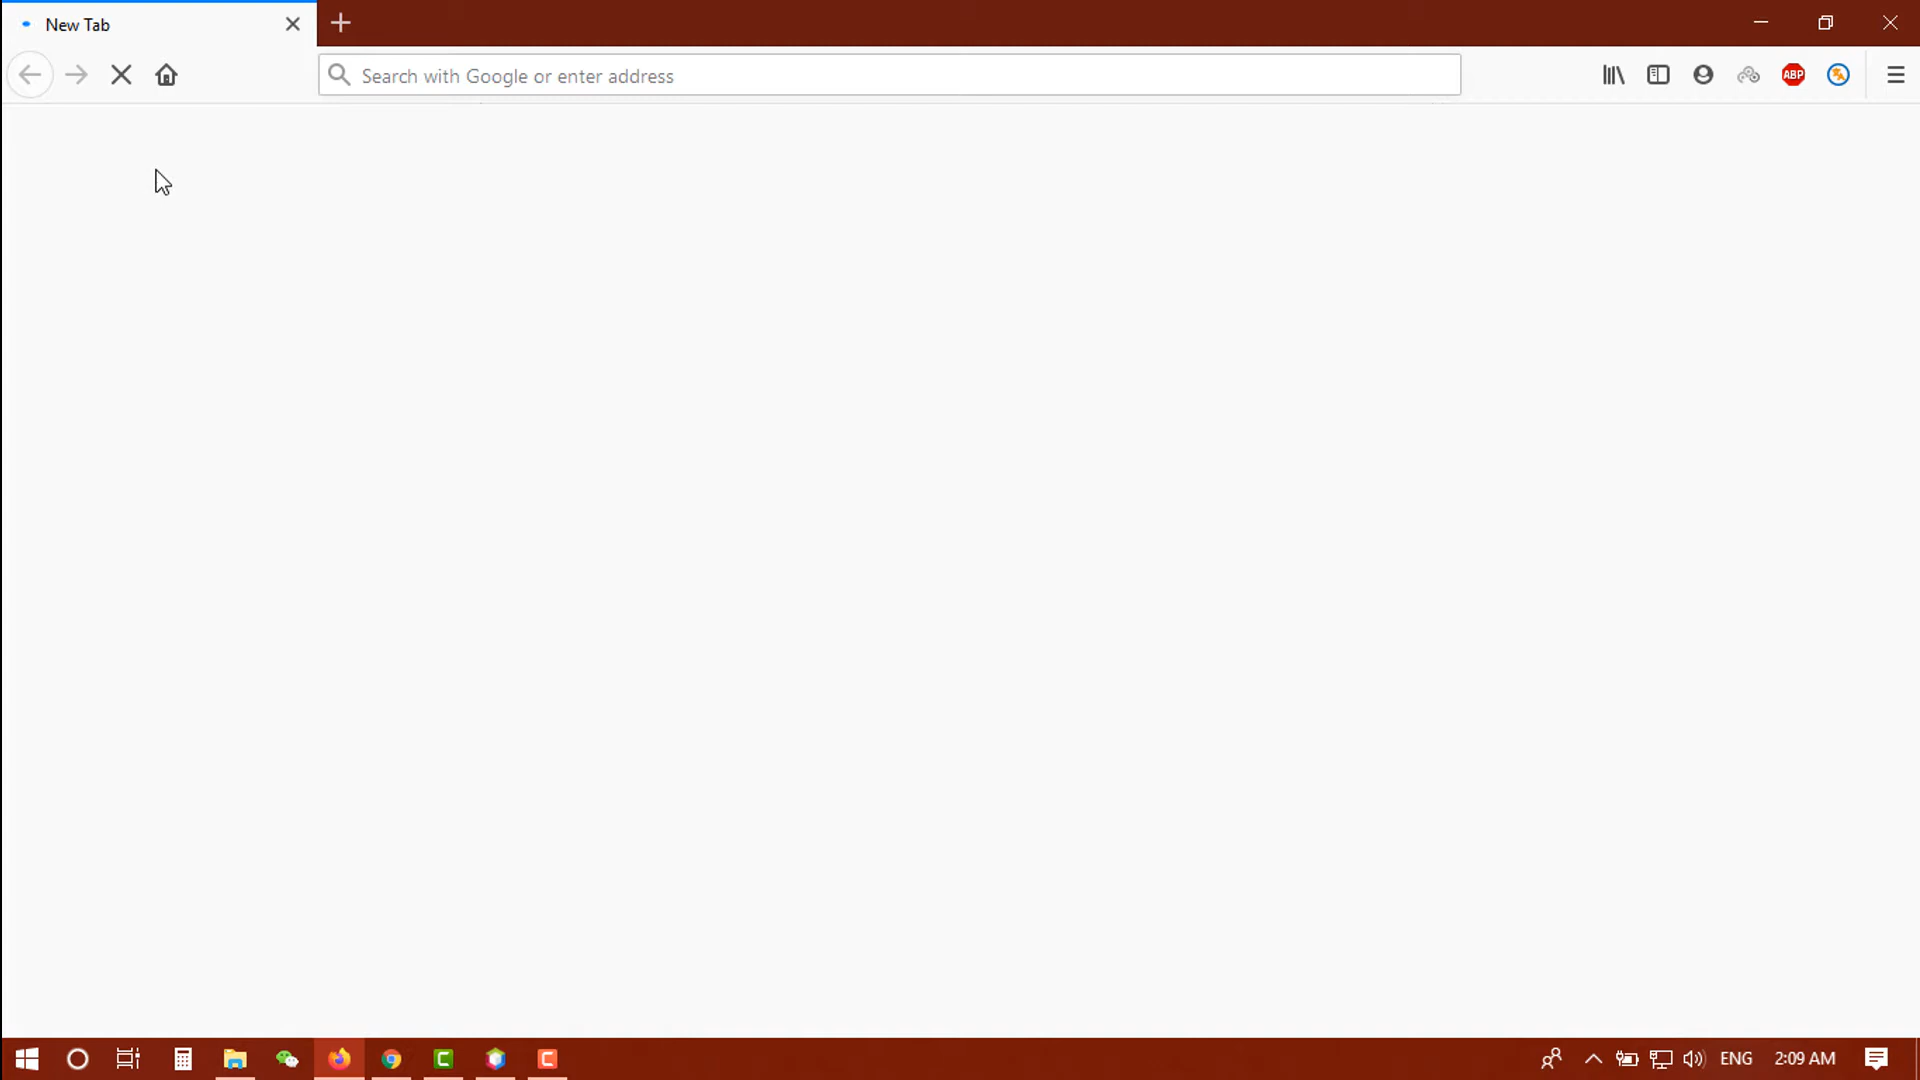 New Tab
Search with Google or enter address
ABP
C
C
ENG
2:09 AM